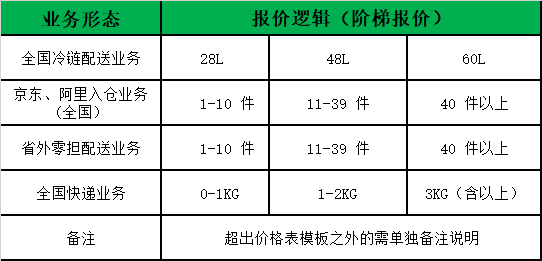 业务形态 报价逻辑（阶梯报价）
全国冷链配送业务 28L 48L 60L
京东、阿里入仓业务 1-10 件 11-39 件 40 件以上
（全国）
省外零担配送业务 1-10 件 11-39 件 40 件以上
全国快递业务 0-1KG 1-2KG 3KG（含以上）
备注 超出价格表模板之外的需单独备注说明